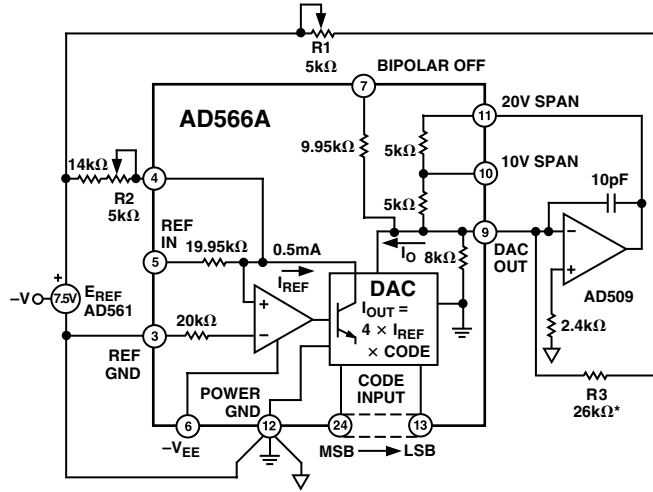 R1
5kΩ
BIPOLAR OFF
7
AD566A
20V SPAN
11
9.95kΩ
5kΩ
10V SPAN
10
14kΩ
R2
5kΩ
4
5kΩ
10pF
REF
IN
5
19.95kΩ
0.5mA
IREF
IO
8kΩ
9
DAC
OUT
–
+
AD509
+
–V
7.5V
EREF
AD561
+
–
DAC
IOUT =
4 × IREF
× CODE
2.4kΩ
3
20kΩ
REF
GND
POWER
GND
CODE
INPUT
R3
26kΩ*
6
–VEE
12
24
13
MSB
LSB